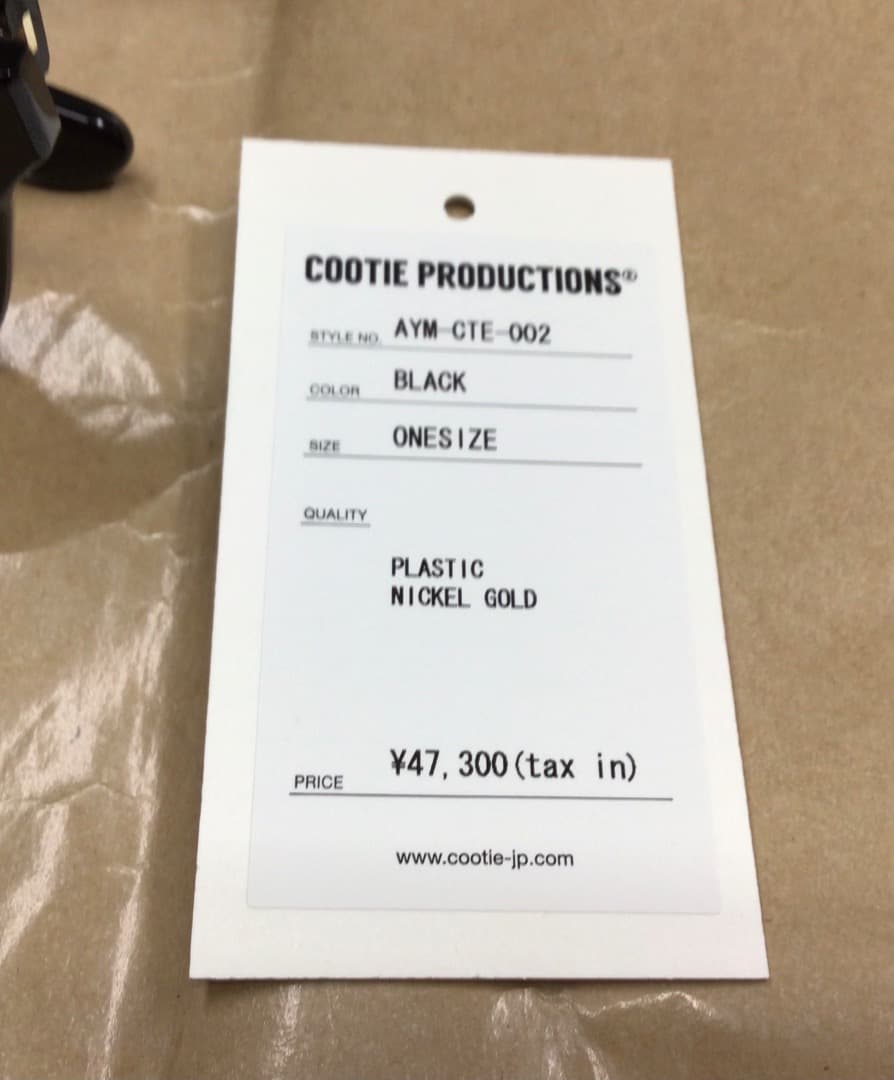 COOTIE PRODUCTIONS®
STYLE NO. AYM-CTE-002
COLOR BLACK
SIZE ONESIZE
QUALITY
PLASTIC
NICKEL GOLD
PRICE ¥47,300(tax in)
www.cootie-jp.com